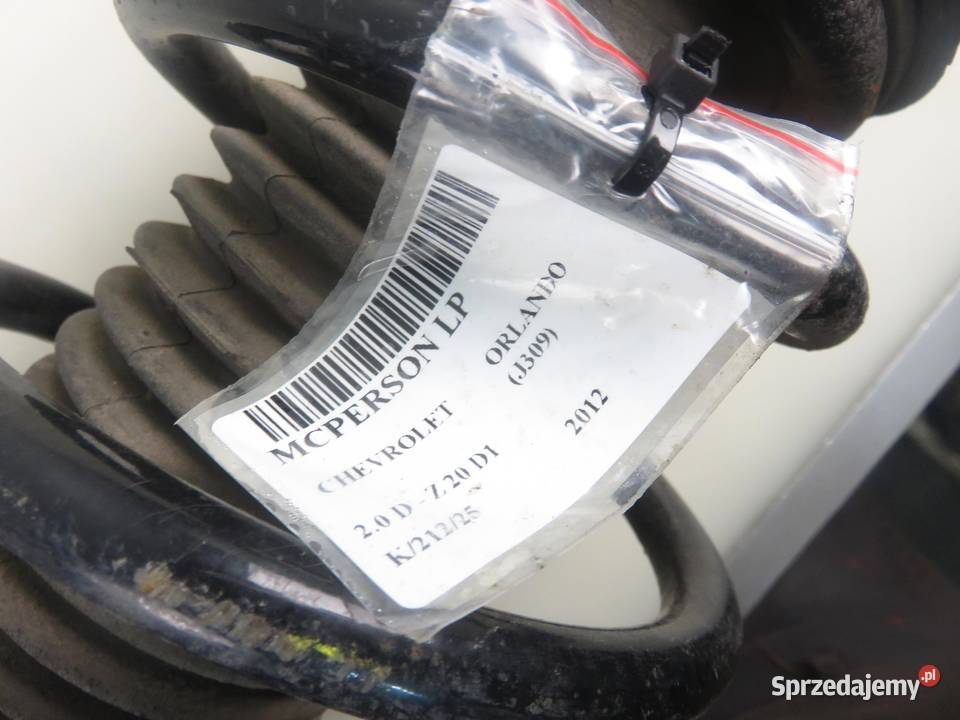 MCPERSON LP
CHEVROLET ORLANDO
(J309)
2.0 D - Z 20 D1 2012
K/212/25
Sprzedajemy.pl